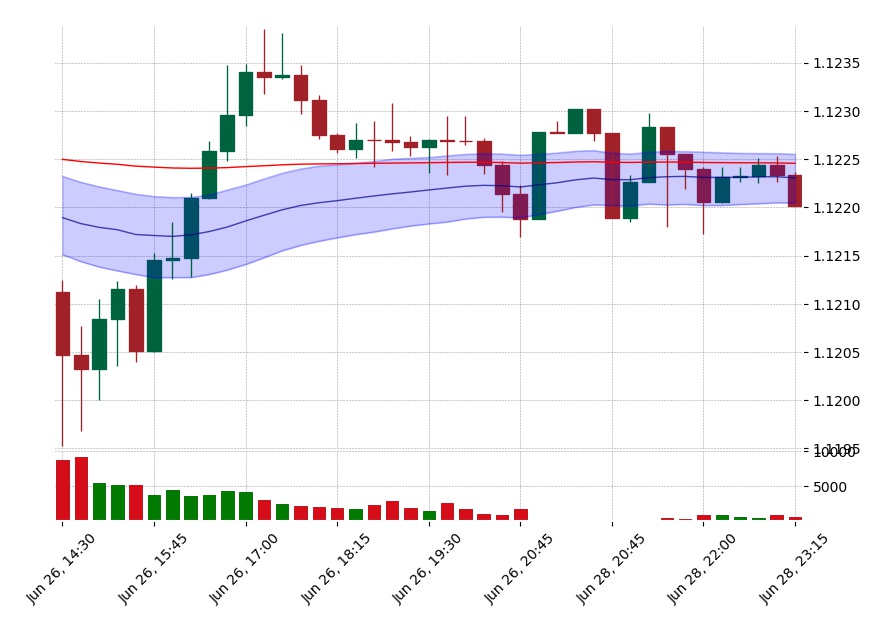 1.1235
1.1230
1.1225
1.1220
1.1215
1.1210
1.1205
1.1200
1.1195
10000
5000
Jun 26, 14:30
Jun 26, 15:45
Jun 26, 17:00
Jun 26, 18:15
Jun 26, 19:30
Jun 26, 20:45
Jun 28, 20:45
Jun 28, 22:00
Jun 28, 23:15